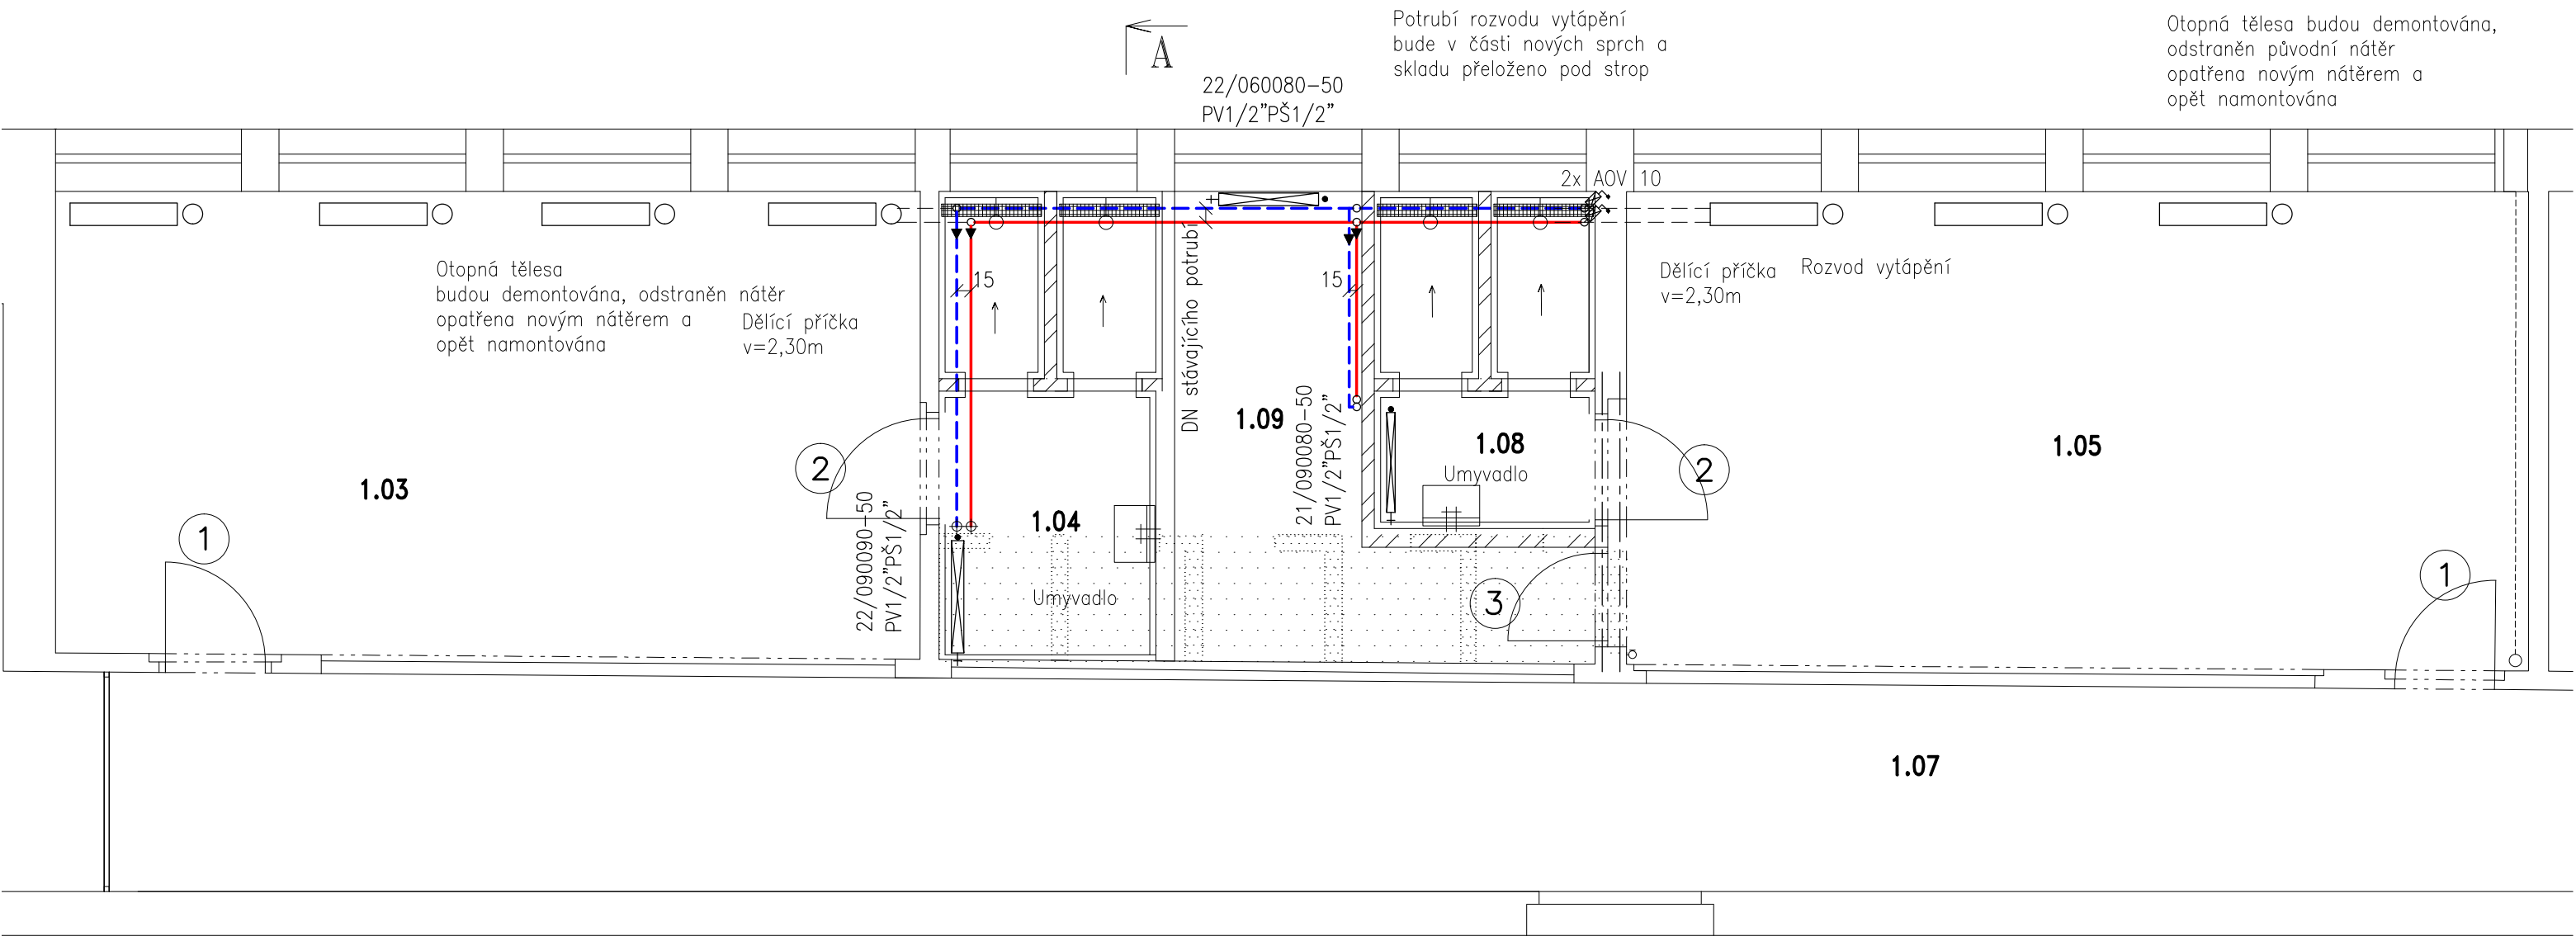 Potrubí rozvodu vytápění
bude v části nových sprch a
skladu přeloženo pod strop
Otopná tělesa budou demontována,
odstraněn původní nátěr
opatřena novým nátěrem a
opět namontována
A
22/060080-50
PV1/2"PŠ1/2"
2x AOV 10
Otopná tělesa
budou demontována, odstraněn nátěr
opatřena novým nátěrem a
opět namontována
Dělící příčka
v=2,30m
15
DN stávajícího potrubí
15
Dělící příčka
v=2,30m
Rozvod vytápění
1.03
2
22/090090-50
PV1/2"PŠ1/2"
1.04
Umyvadlo
1.09
21/090080-50
PV1/2"PŠ1/2"
1.08
Umyvadlo
2
1.05
1
3
1
1.07